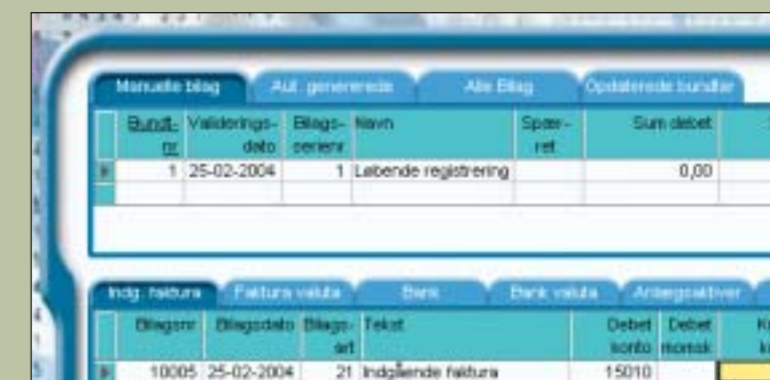 Manuelle bilag Aut. genererede Alle Bilag Opdaterede bundter
Bundt- Validerings- Bilags- Navn Spær- Sum debet
nr dato serienr ret
1 25-02-2004 1 Løbende registrering 0,00
Indg. faktura Faktura valuta Bank Bank valuta Anlægsaktiver
Bilagsnr Bilagsdato Bilags- Tekst Debet Debet
art konto momsk
10005 25-02-2004 21 Indgående faktura 15010